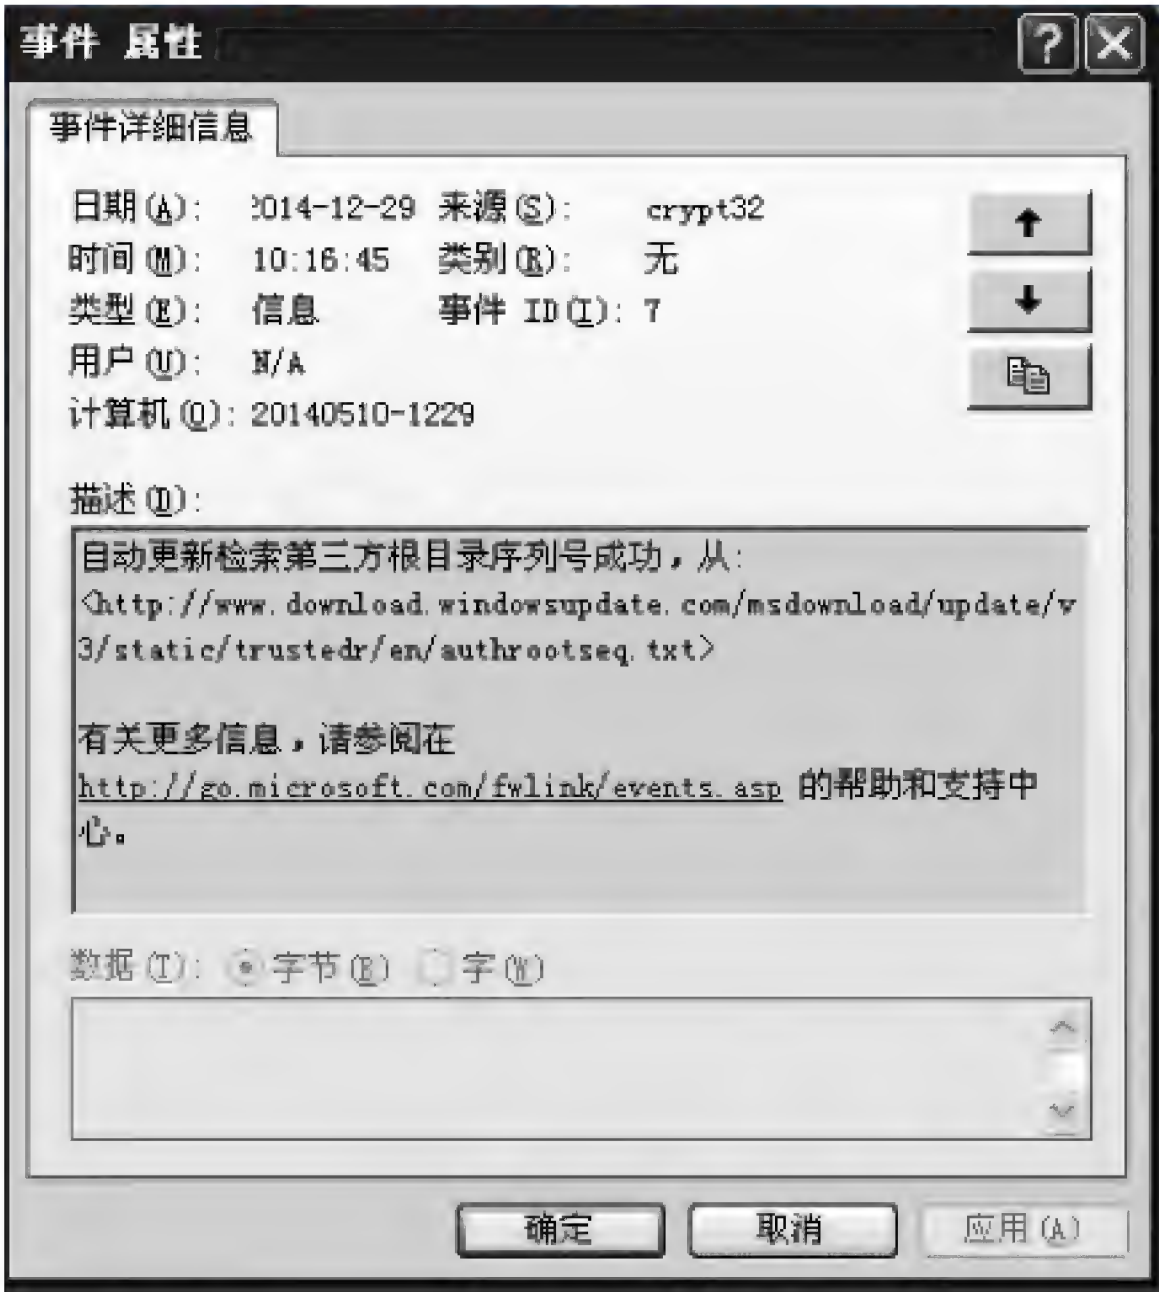 事件 属性
事件详细信息
日期(A): 2014-12-29 来源(S): crypt32
时间(M): 10:16:45 类别(R): 无
类型(E): 信息 事件 ID(I): 7
用户(U): N/A
计算机(O): 20140510-1229
描述(D):
自动更新检索第三方根目录序列号成功，从:
<http://www.download.windowsupdate.com/msdownload/update/v
3/static/trustedr/en/authrootseq.txt>
有关更多信息，请参阅在
http://go.microsoft.com/fwlink/events.asp 的帮助和支持中
心。
数据(T): 字节(B) 字(W)
确定 取消 应用(A)